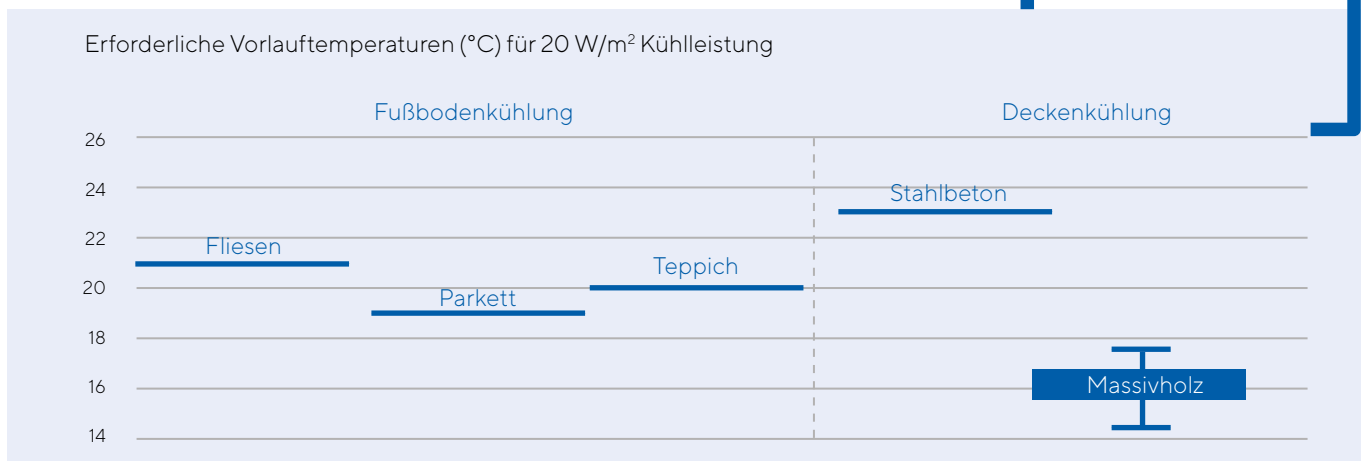 Erforderliche Vorlauftemperaturen (°C) für 20 W/m² Kühlleistung
Fußbodenkühlung
Deckenkühlung
26
24
Stahlbeton
22
Fliesen
Teppich
20
Parkett
18
16
Massivholz
14